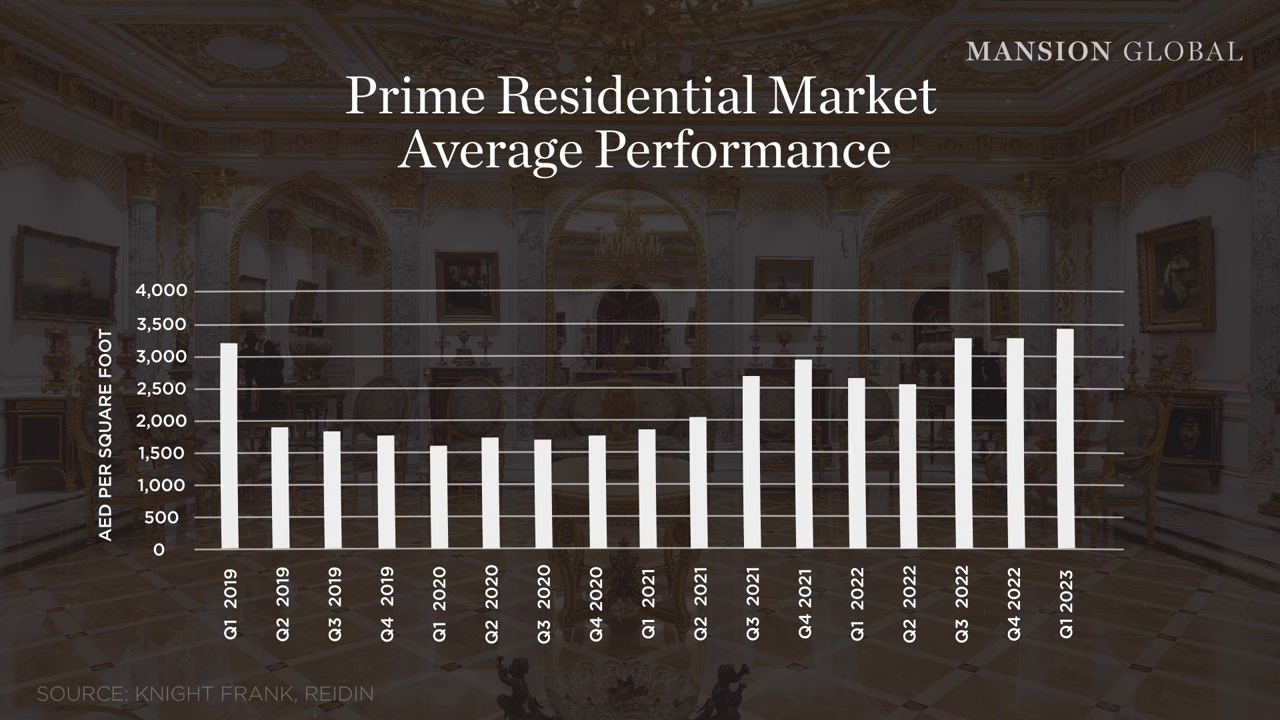 MANSION GLOBAL
Prime Residential Market
Average Performance
AED PER SQUARE FOOT
4,000
3,500
3,000
2,500
2,000
1,500
1,000
500
0
Q1 2019
Q2 2019
Q3 2019
Q4 2019
Q1 2020
Q2 2020
Q3 2020
Q4 2020
Q1 2021
Q2 2021
Q3 2021
Q4 2021
Q1 2022
Q2 2022
Q3 2022
Q4 2022
Q1 2023
SOURCE: KNIGHT FRANK, REIDIN